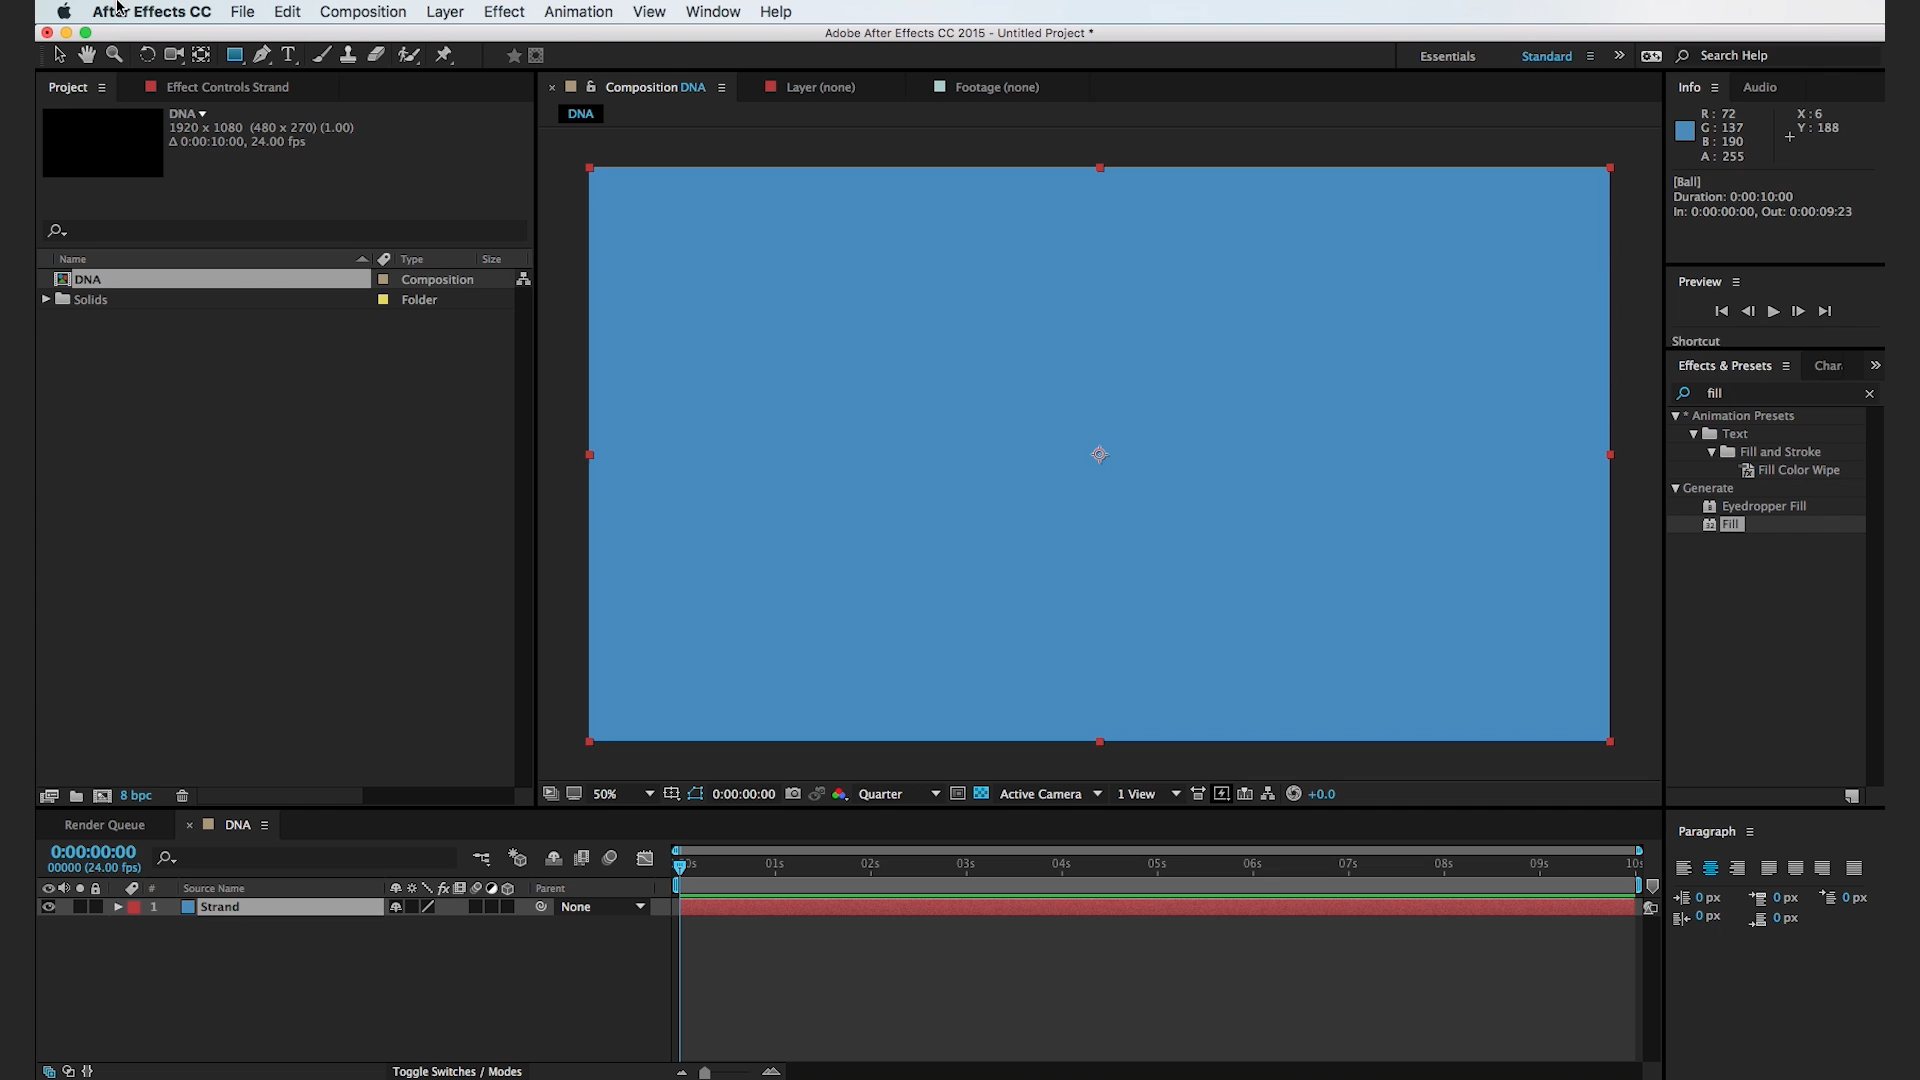 After Effects CC File Edit Composition Layer Effect Animation View Window Help
Adobe After Effects CC 2015 - Untitled Project *
T Essentials Standard Search Help
Project Effect Controls Strand
DNA
1920 x 1080 (480 x 270) (1.00)
Δ 0:00:10:00, 24.00 fps
Name Type Size
DNA Composition
Solids Folder
8 bpc
Composition DNA Layer (none) Footage (none)
DNA
50% 0:00:00:00 Quarter Active Camera 1 View +0.0
Info Audio
R: 72
G: 137
B: 190
A: 255
X: 6
Y: 188
[Ball]
Duration: 0:00:10:00
In: 0:00:00:00, Out: 0:00:09:23
Preview
Shortcut
Effects & Presets Char
fill
* Animation Presets
Text
Fill and Stroke
Fill Color Wipe
Generate
Eyedropper Fill
Fill
Render Queue DNA
0:00:00:00
00000 (24.00 fps)
# Source Name fx Parent
1 Strand None
01s 02s 03s 04s 05s 06s 07s 08s 09s 10s
Toggle Switches / Modes
Paragraph
0 px 0 px 0 px
0 px 0 px